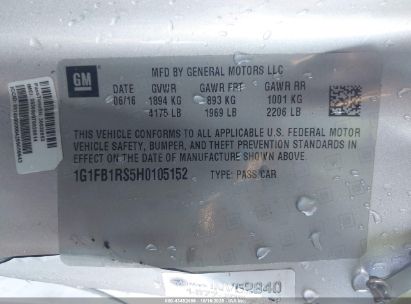 GM
MFD BY GENERAL MOTORS LLC
06/16 GVWR GAWR FRT GAWR RR
1894 KG 893 KG 1001 KG
4175 LB 1969 LB 2206 LB
THIS VEHICLE CONFORMS TO ALL APPLICABLE U.S. FEDERAL MOTOR
VEHICLE SAFETY, BUMPER, AND THEFT PREVENTION STANDARDS IN
EFFECT ON THE DATE OF MANUFACTURE SHOWN ABOVE.
1G1FB1RS5H0105152 TYPE: PASS CAR